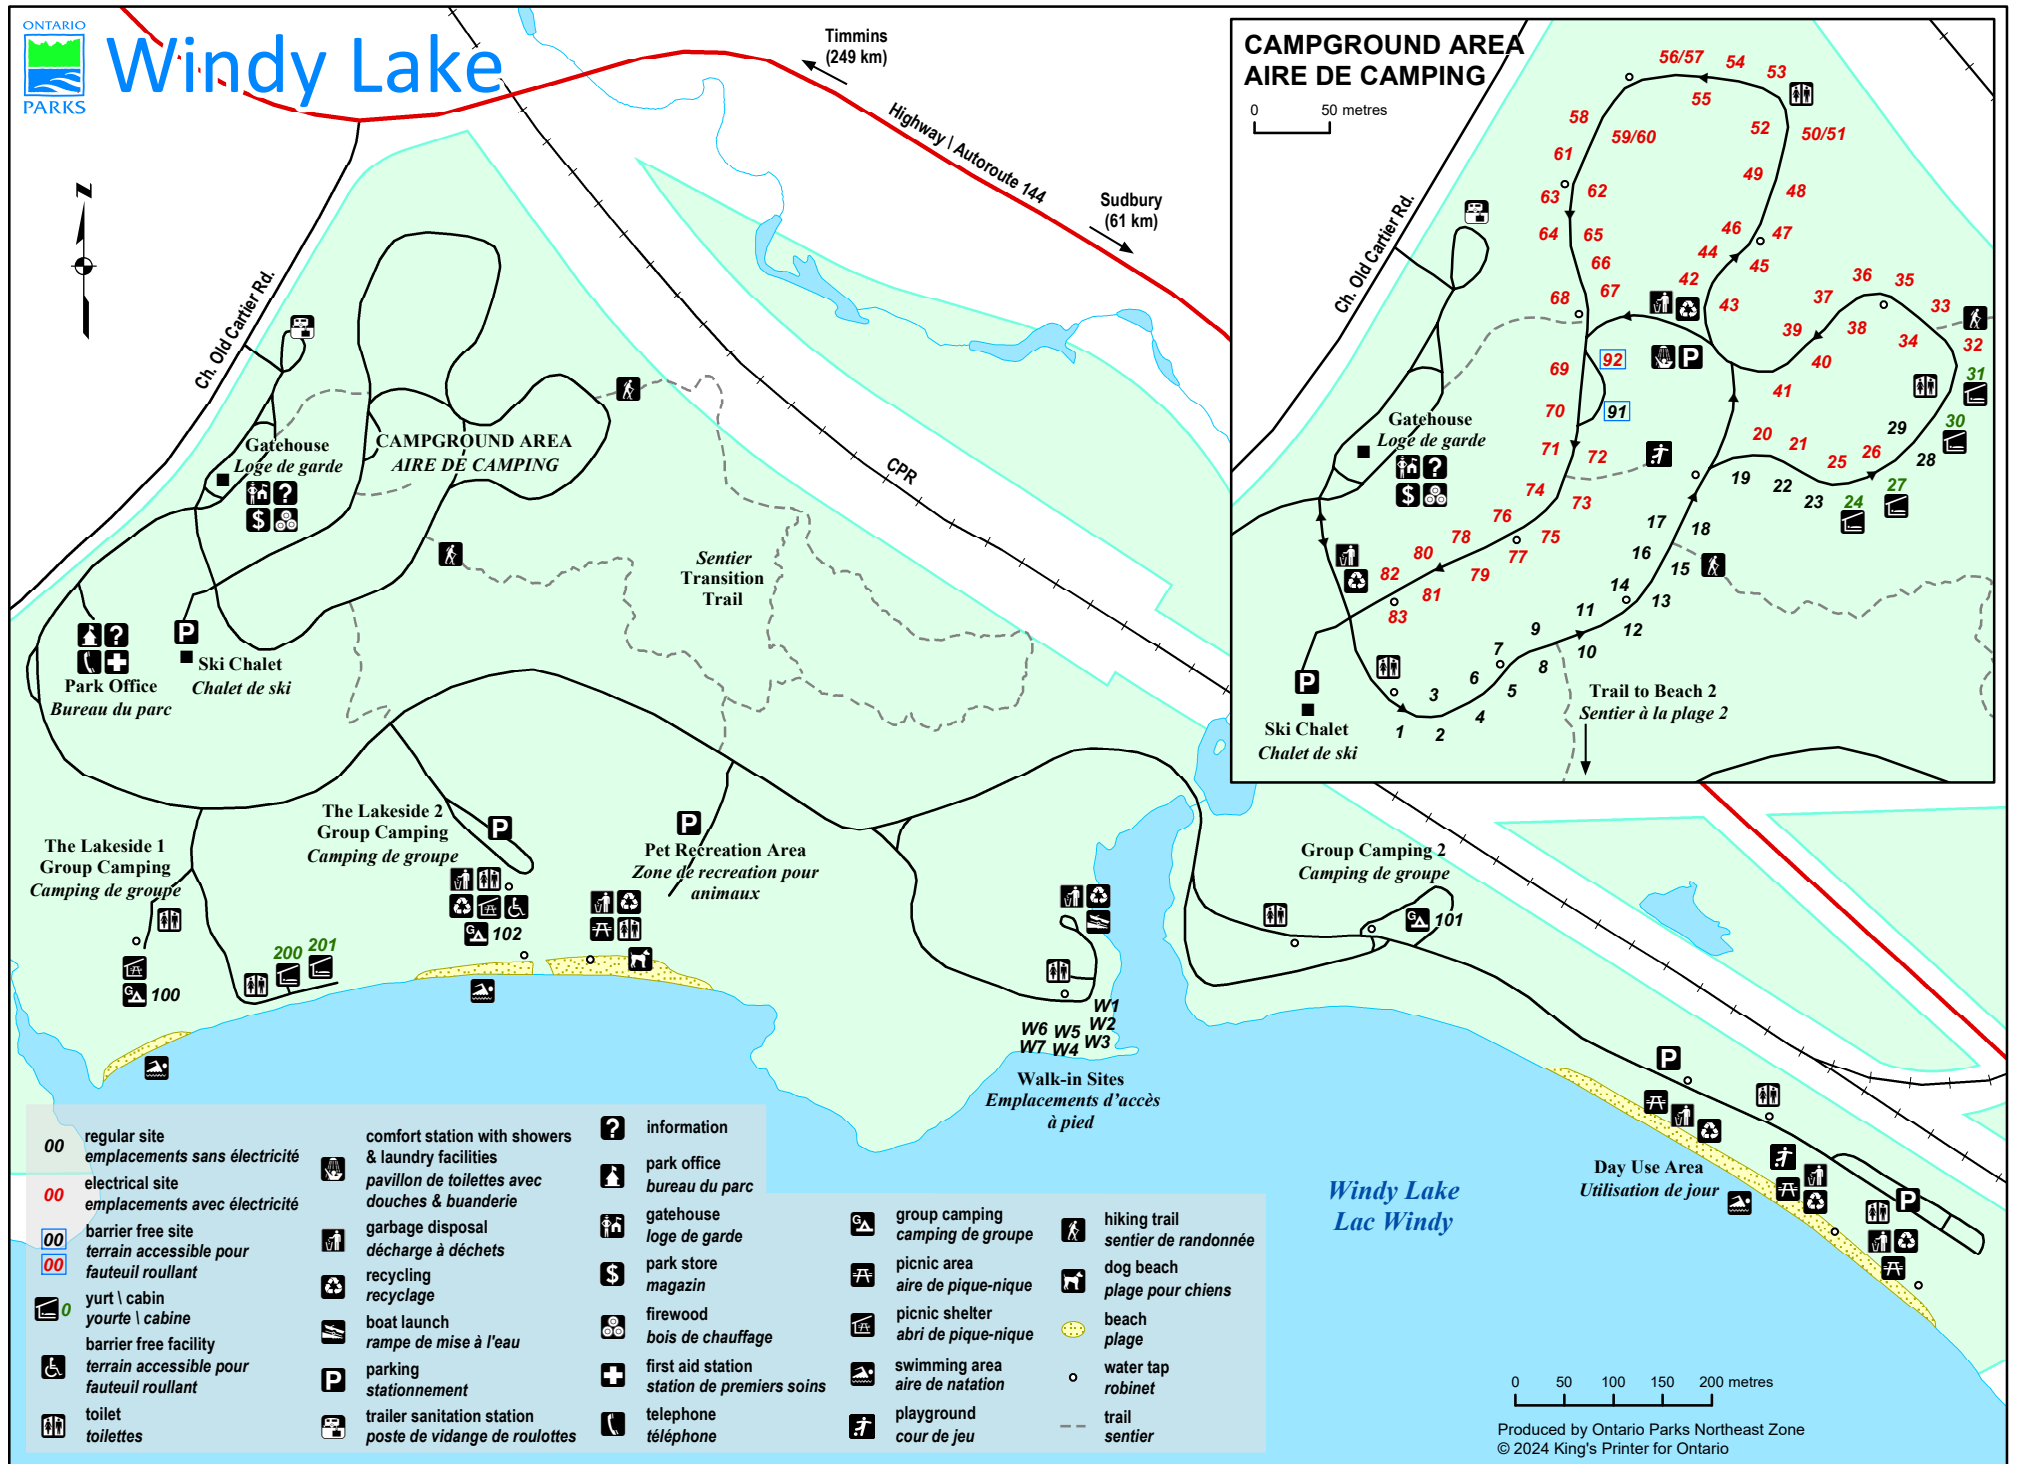 ONTARIO
PARKS
Windy Lake
Timmins
(249 km)
Highway \ Autoroute 144
Sudbury
(61 km)
N
Ch. Old Cartier Rd.
Gatehouse
Loge de garde
?
$
CAMPGROUND AREA
AIRE DE CAMPING
CPR
Sentier
Transition
Trail
?
Park Office
Bureau du parc
P
Ski Chalet
Chalet de ski
The Lakeside 1
Group Camping
Camping de groupe
G 100
200
201
The Lakeside 2
Group Camping
Camping de groupe
P
G 102
P
Pet Recreation Area
Zone de recreation pour
animaux
W1
W2
W3
W4
W5
W6
W7
Walk-in Sites
Emplacements d'accès
à pied
Group Camping 2
Camping de groupe
G 101
P
Day Use Area
Utilisation de jour
P
Windy Lake
Lac Windy
CAMPGROUND AREA
AIRE DE CAMPING
0 50 metres
Ch. Old Cartier Rd.
56/57
54
53
55
58
59/60
52
50/51
61
49
62
48
63
46
47
64
65
44
45
66
42
36
35
67
68
43
37
33
39
38
34
32
40
31
69
92
P
41
70
91
30
29
Gatehouse
Loge de garde
?
$
71
72
20
21
25
26
28
74
73
19
22
23
24
27
76
75
17
18
78
77
16
80
79
15
82
81
14
13
83
11
12
9
10
7
8
6
5
3
4
1
2
P
Ski Chalet
Chalet de ski
Trail to Beach 2
Sentier à la plage 2
00 regular site
emplacements sans électricité
00 electrical site
emplacements avec électricité
00 barrier free site
00 terrain accessible pour
fauteuil roullant
0 yurt \ cabin
yourte \ cabine
barrier free facility
terrain accessible pour
fauteuil roullant
toilet
toilettes
comfort station with showers
& laundry facilities
pavillon de toilettes avec
douches & buanderie
garbage disposal
décharge à déchets
recycling
recyclage
boat launch
rampe de mise à l'eau
P parking
stationnement
trailer sanitation station
poste de vidange de roulottes
? information
park office
bureau du parc
gatehouse
loge de garde
$ park store
magazin
firewood
bois de chauffage
first aid station
station de premiers soins
telephone
téléphone
G group camping
camping de groupe
picnic area
aire de pique-nique
picnic shelter
abri de pique-nique
swimming area
aire de natation
playground
cour de jeu
hiking trail
sentier de randonnée
dog beach
plage pour chiens
beach
plage
water tap
robinet
trail
sentier
0 50 100 150 200 metres
Produced by Ontario Parks Northeast Zone
© 2024 King's Printer for Ontario